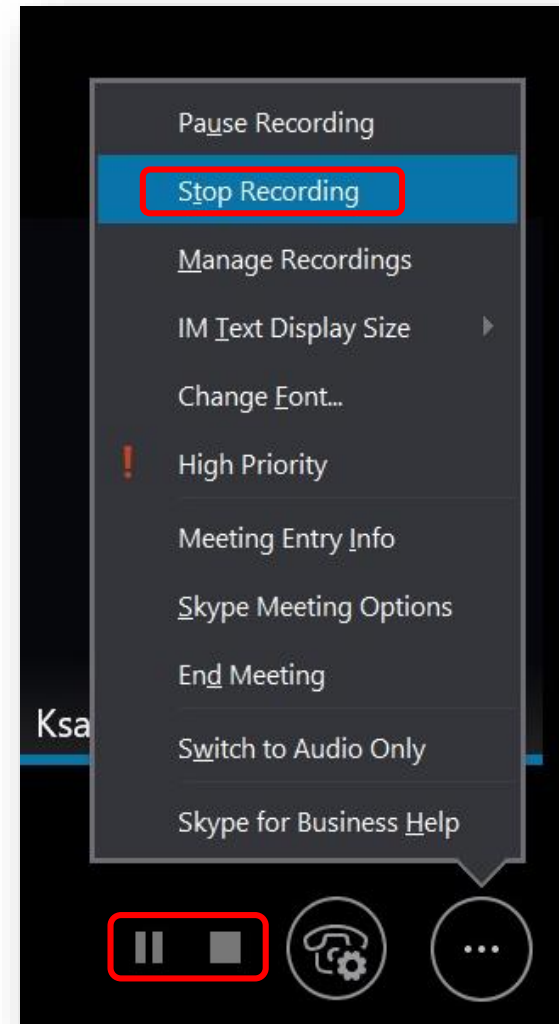 Pause Recording
Stop Recording
Manage Recordings
IM Text Display Size
Change Font...
! High Priority
Meeting Entry Info
Skype Meeting Options
End Meeting
Ksa
Switch to Audio Only
Skype for Business Help